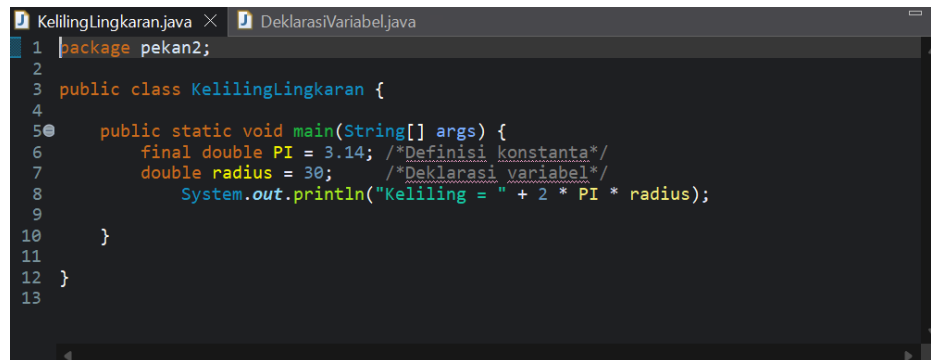 KelilingLingkaran.java DeklarasiVariabel.java
1 package pekan2;
2
3 public class KelilingLingkaran {
4
5 public static void main(String[] args) {
6 final double PI = 3.14; /*Definisi konstanta*/
7 double radius = 30; /*Deklarasi variabel*/
8 System.out.println("Keliling = " + 2 * PI * radius);
9
10 }
11
12 }
13